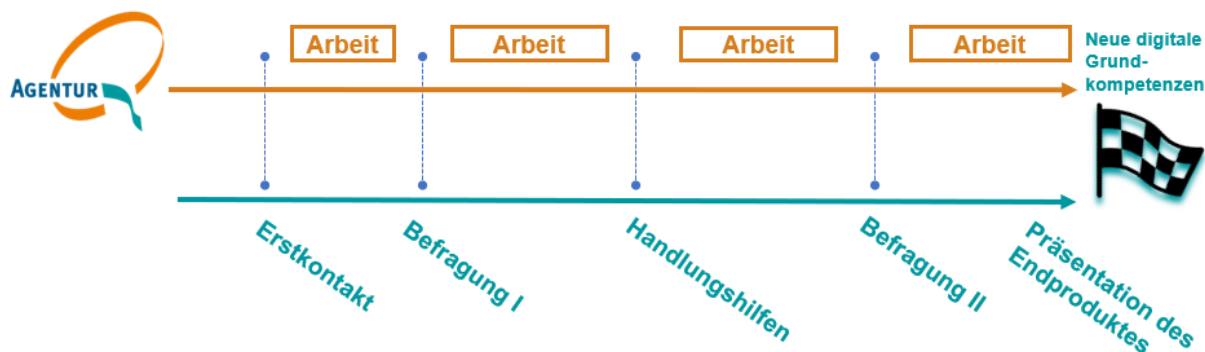 Arbeit
Arbeit
Arbeit
Arbeit
Neue digitale
Grund-
kompetenzen
AGENTUR
Erstkontakt
Befragung I
Handlungshilfen
Befragung II
Präsentation des
Endproduktes